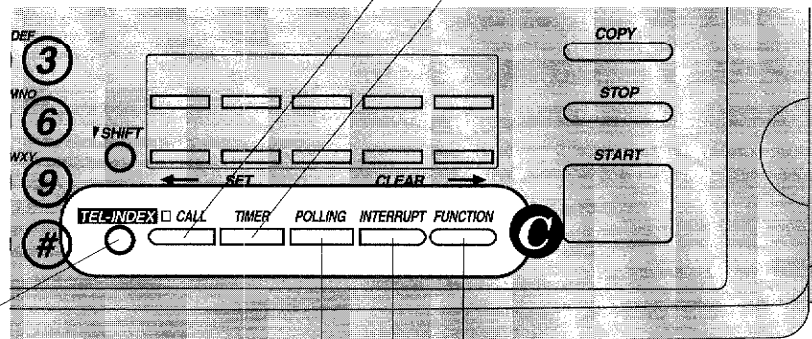 DEF
3
COPY
MNO
6
STOP
SHIFT
WXY
9
START
SET CLEAR
TEL-INDEX CALL TIMER POLLING INTERRUPT FUNCTION
#
C